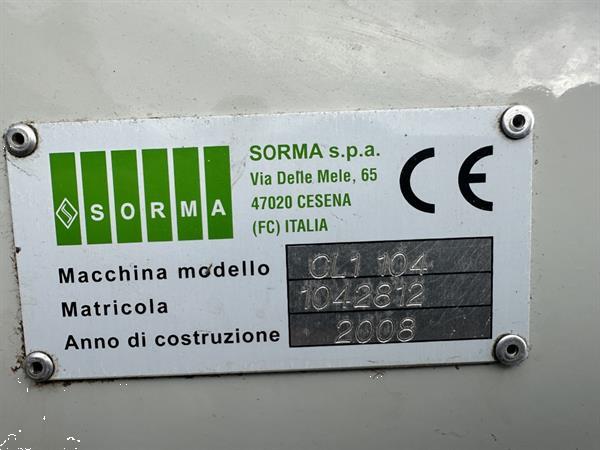 SORMA
SORMA s.p.a.
Via Delle Mele, 65
47020 CESENA
(FC) ITALIA
CE
Macchina modello CL1 104
Matricola 1042812
Anno di costruzione 2008